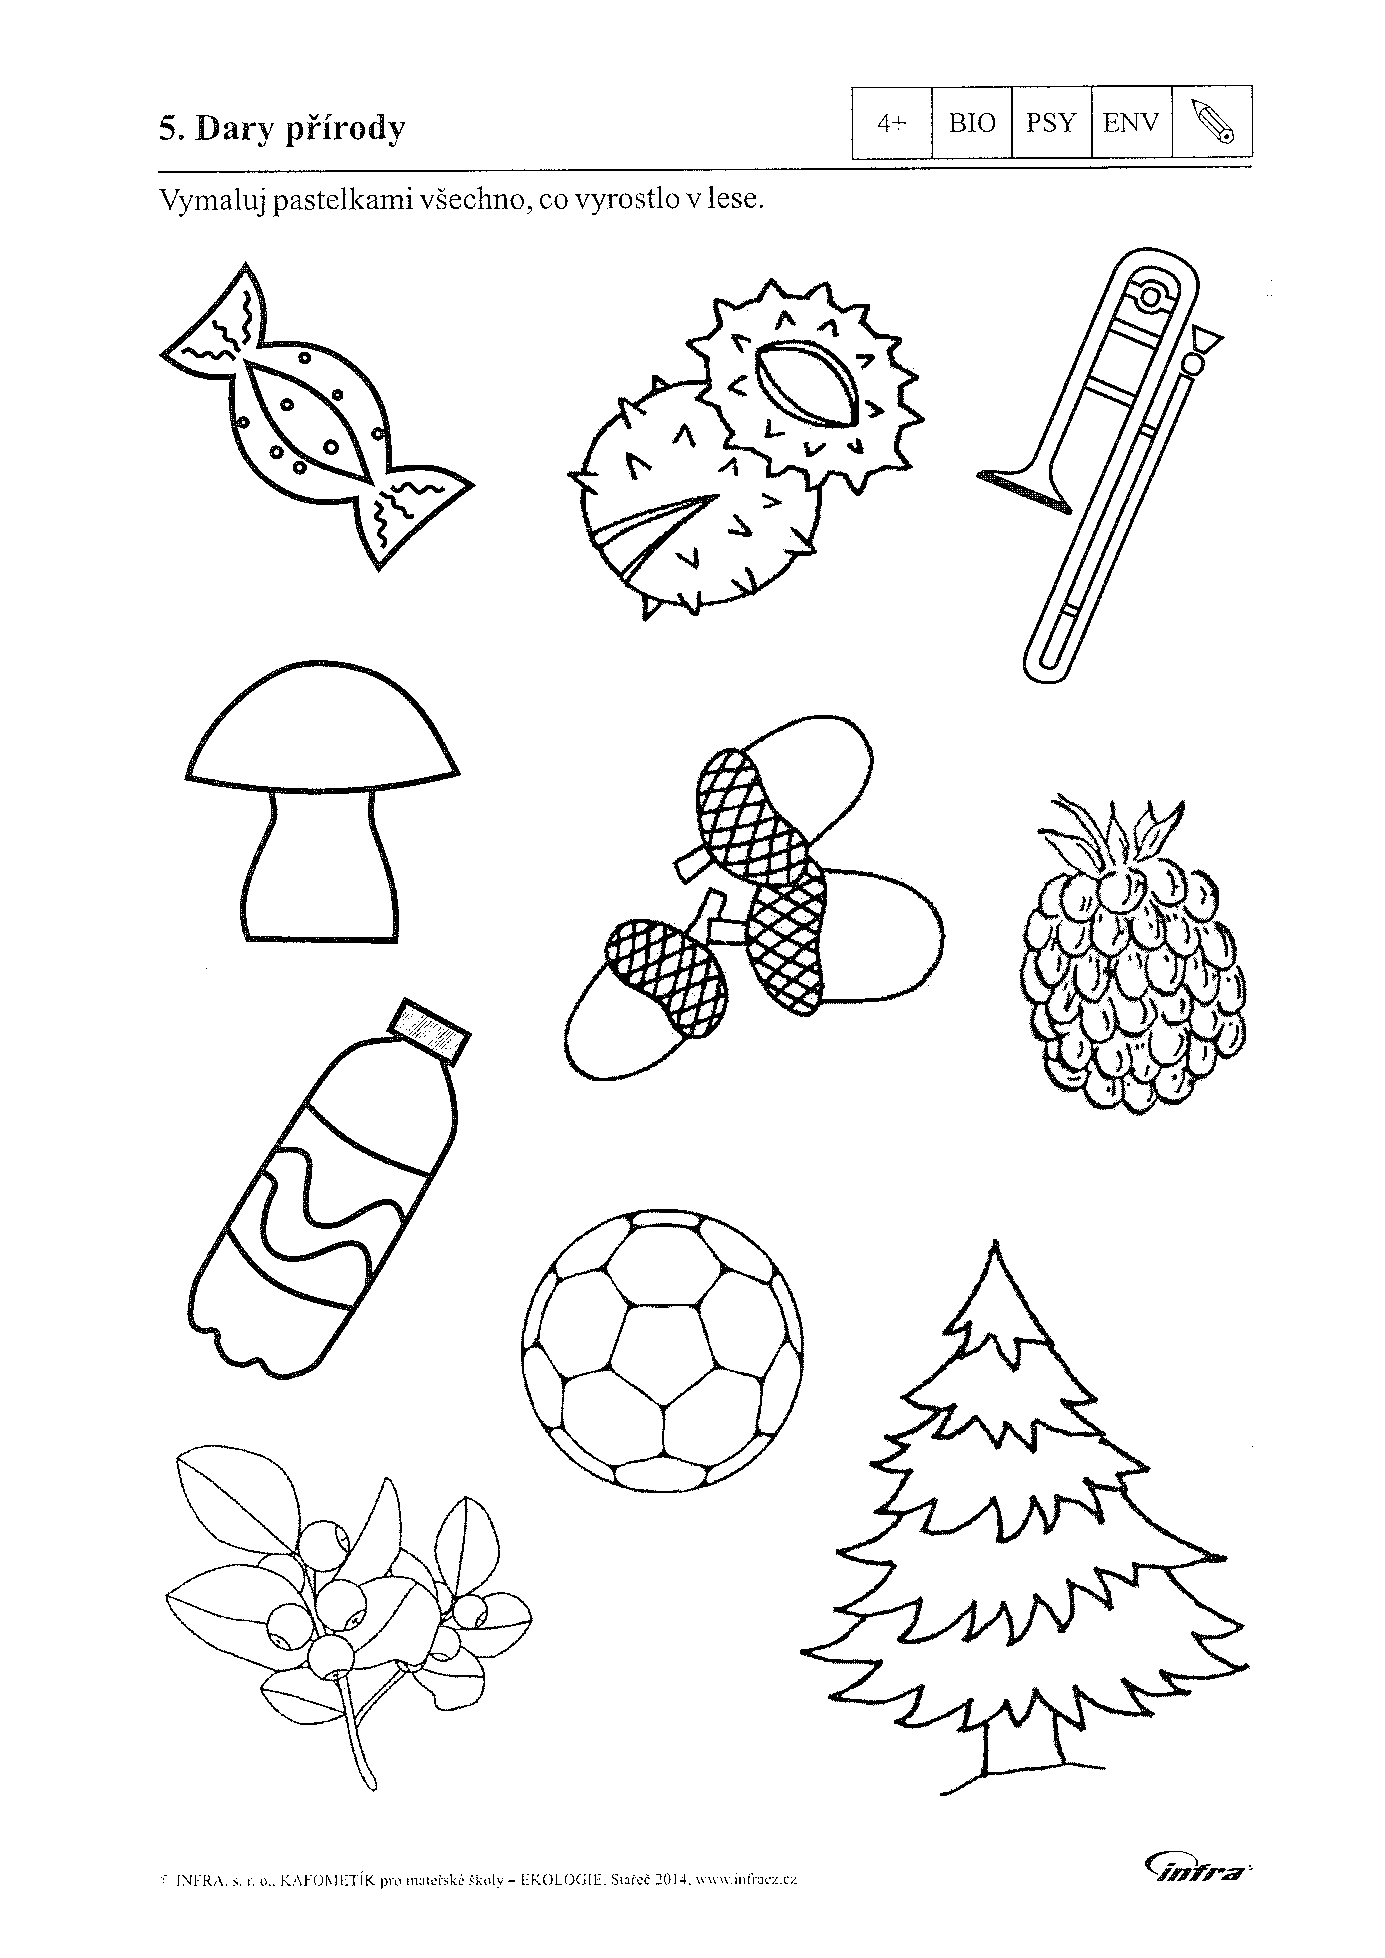 5. Dary přírody
4+ BIO PSY ENV
Vymaluj pastelkami všechno, co vyrostlo v lese.
INFRA, s. r. o., KAFOMETÍK pro mateřské školy – EKOLOGIE, Stařeč 2014, www.infracz.cz
infra